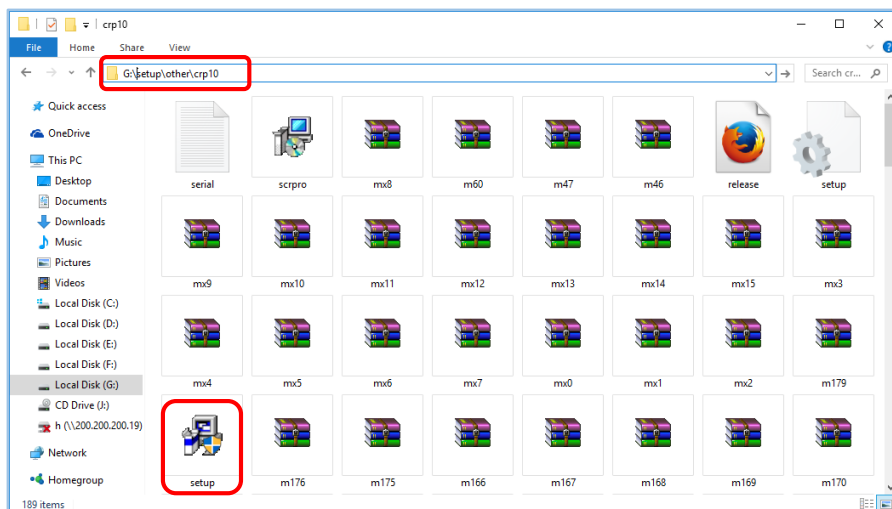 crp10
File Home Share View
G:\setup\other\crp10
Search cr...
Quick access
OneDrive
This PC
Desktop
Documents
Downloads
Music
Pictures
Videos
Local Disk (C:)
Local Disk (D:)
Local Disk (E:)
Local Disk (F:)
Local Disk (G:)
CD Drive (J:)
h (\\200.200.200.19)
Network
Homegroup
serial scrpro mx8 m60 m47 m46 release setup
mx9 mx10 mx11 mx12 mx13 mx14 mx15 mx3
mx4 mx5 mx6 mx7 mx0 mx1 mx2 m179
setup m176 m175 m166 m167 m168 m169 m170
189 items